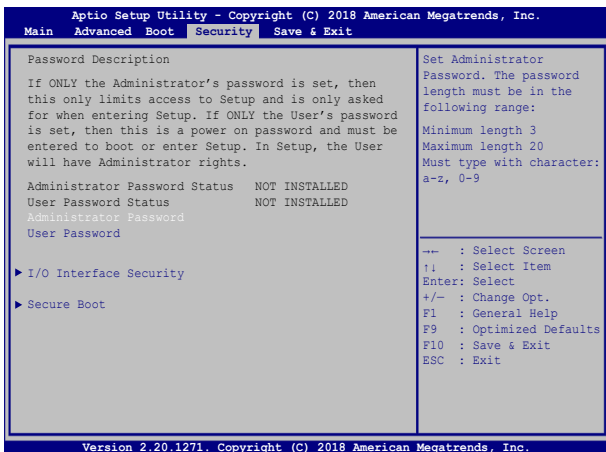 Aptio Setup Utility - Copyright (C) 2018 American Megatrends, Inc.
Main Advanced Boot Security Save & Exit
Password Description
If ONLY the Administrator's password is set, then
this only limits access to Setup and is only asked
for when entering Setup. If ONLY the User's password
is set, then this is a power on password and must be
entered to boot or enter Setup. In Setup, the User
will have Administrator rights.
Administrator Password Status NOT INSTALLED
User Password Status NOT INSTALLED
Administrator Password
User Password
▶ I/O Interface Security
▶ Secure Boot
Set Administrator
Password. The password
length must be in the
following range:
Minimum length 3
Maximum length 20
Must type with character:
a-z, 0-9
→← : Select Screen
↑↓ : Select Item
Enter: Select
+/— : Change Opt.
F1 : General Help
F9 : Optimized Defaults
F10 : Save & Exit
ESC : Exit
Version 2.20.1271. Copyright (C) 2018 American Megatrends, Inc.